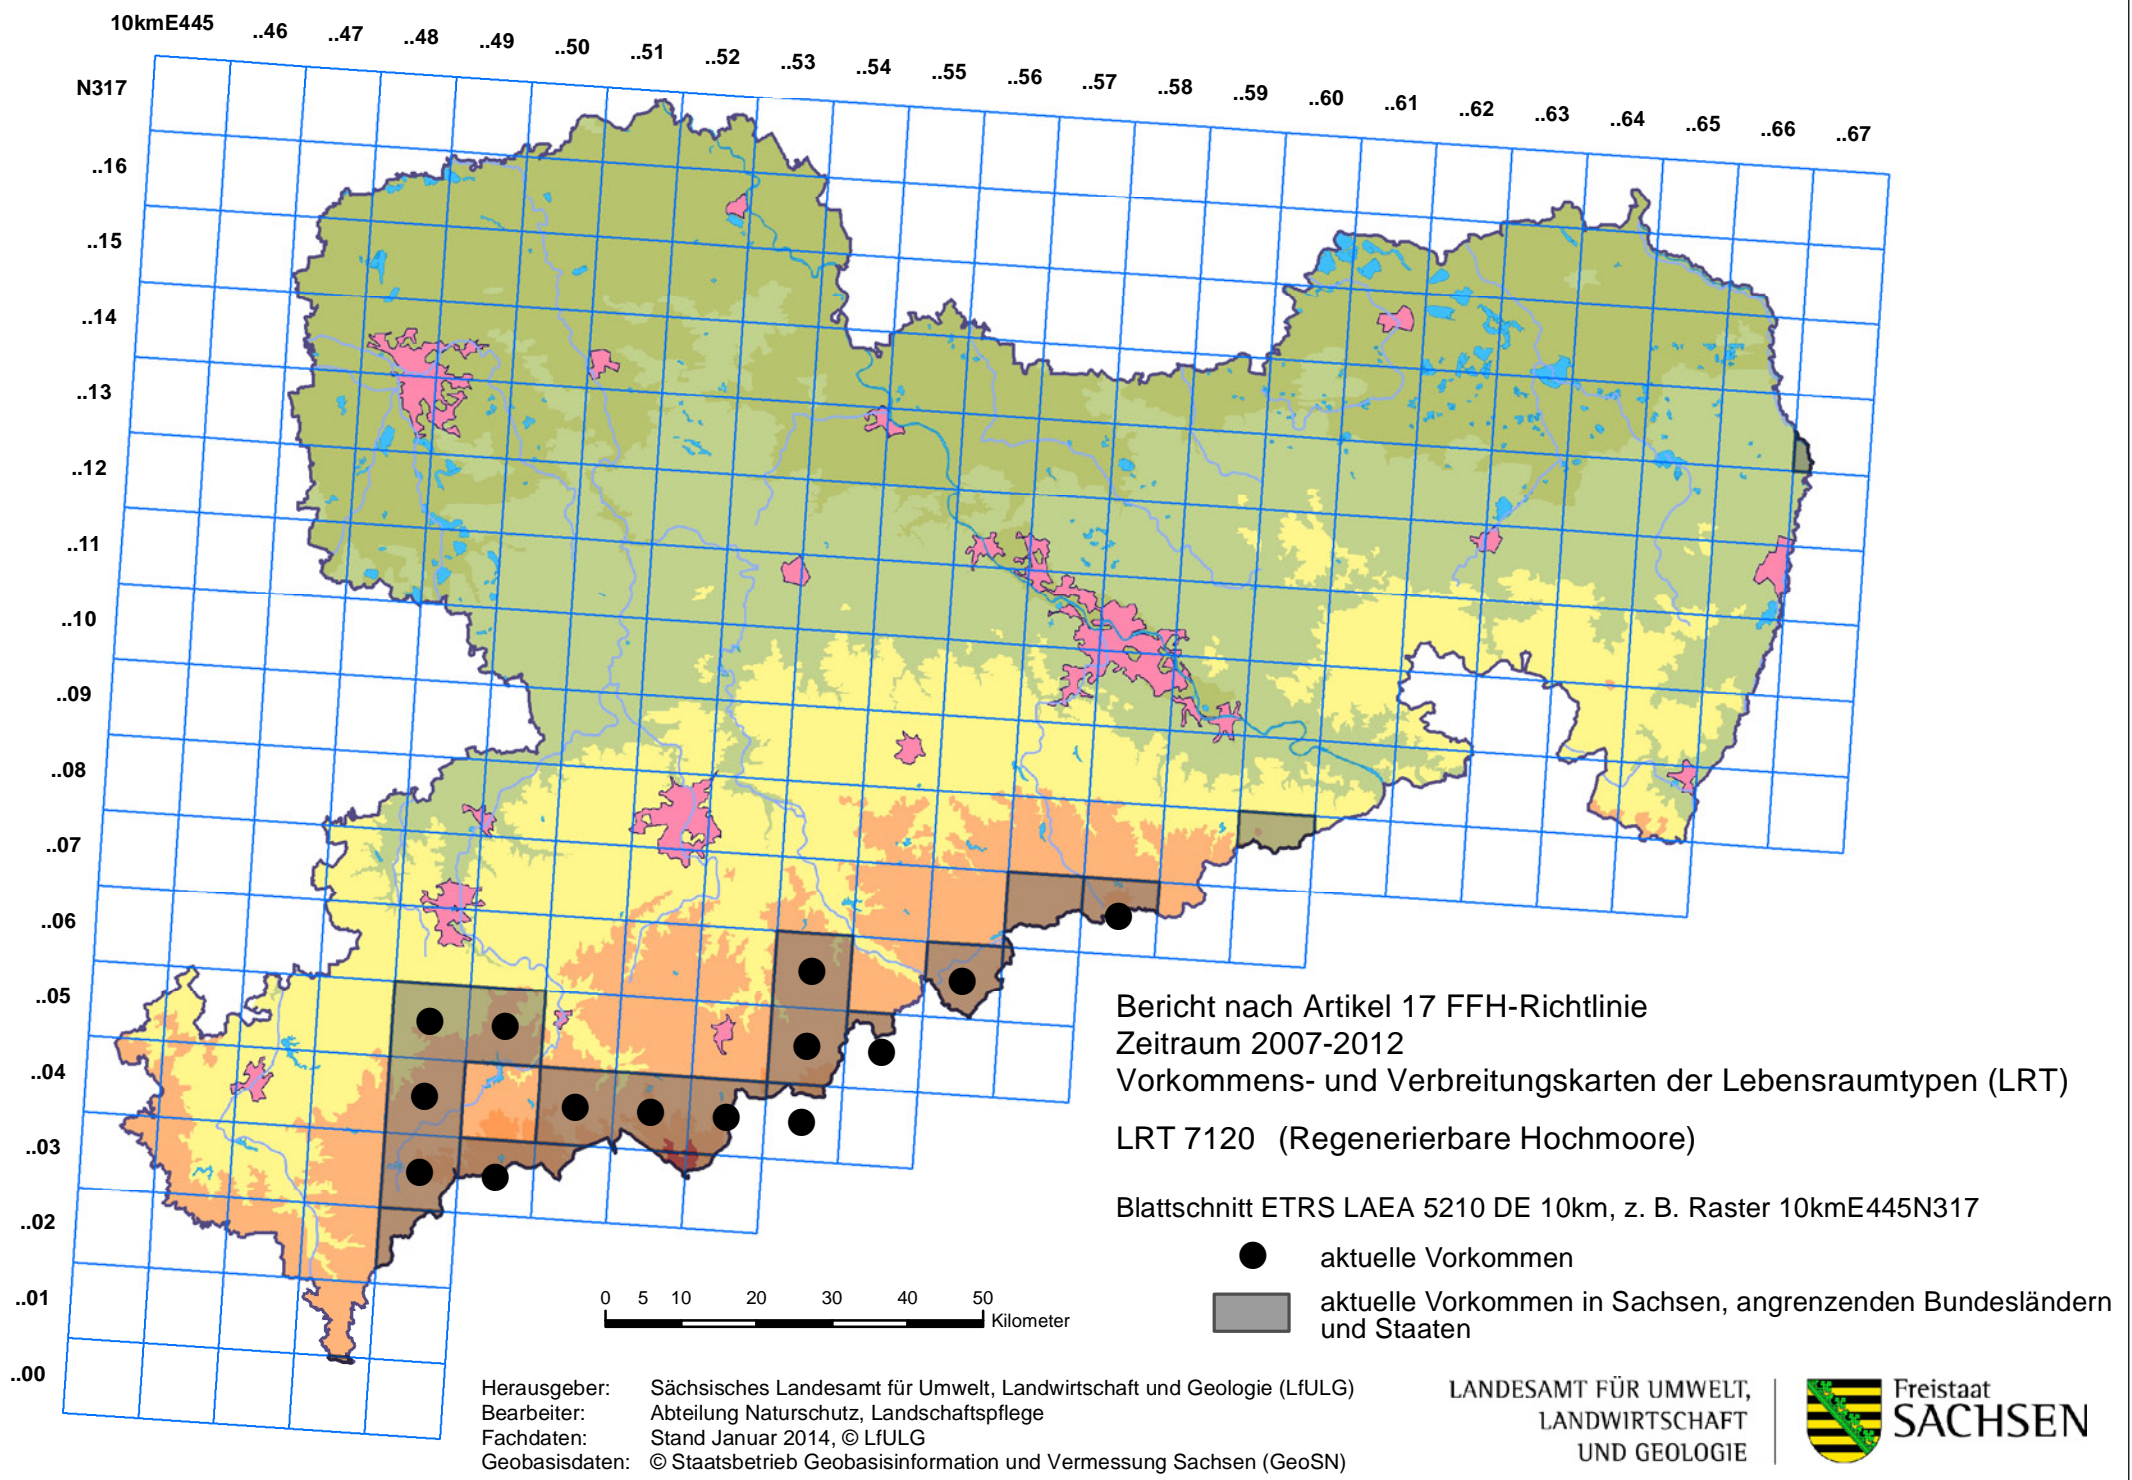 10kmE445 ..46 ..47 ..48 ..49 ..50 ..51 ..52 ..53 ..54 ..55 ..56 ..57 ..58 ..59 ..60 ..61 ..62 ..63 ..64 ..65 ..66 ..67
N317
..16
..15
..14
..13
..12
..11
..10
..09
..08
..07
..06
..05
..04
..03
..02
..01
..00
Bericht nach Artikel 17 FFH-Richtlinie
Zeitraum 2007-2012
Vorkommens- und Verbreitungskarten der Lebensraumtypen (LRT)
LRT 7120 (Regenerierbare Hochmoore)
Blattschnitt ETRS LAEA 5210 DE 10km, z. B. Raster 10kmE445N317
aktuelle Vorkommen
aktuelle Vorkommen in Sachsen, angrenzenden Bundesländern
und Staaten
0 5 10 20 30 40 50
Kilometer
Herausgeber: Sächsisches Landesamt für Umwelt, Landwirtschaft und Geologie (LfULG)
Bearbeiter: Abteilung Naturschutz, Landschaftspflege
Fachdaten: Stand Januar 2014, © LfULG
Geobasisdaten: © Staatsbetrieb Geobasisinformation und Vermessung Sachsen (GeoSN)
LANDESAMT FÜR UMWELT,
LANDWIRTSCHAFT
UND GEOLOGIE
Freistaat
SACHSEN